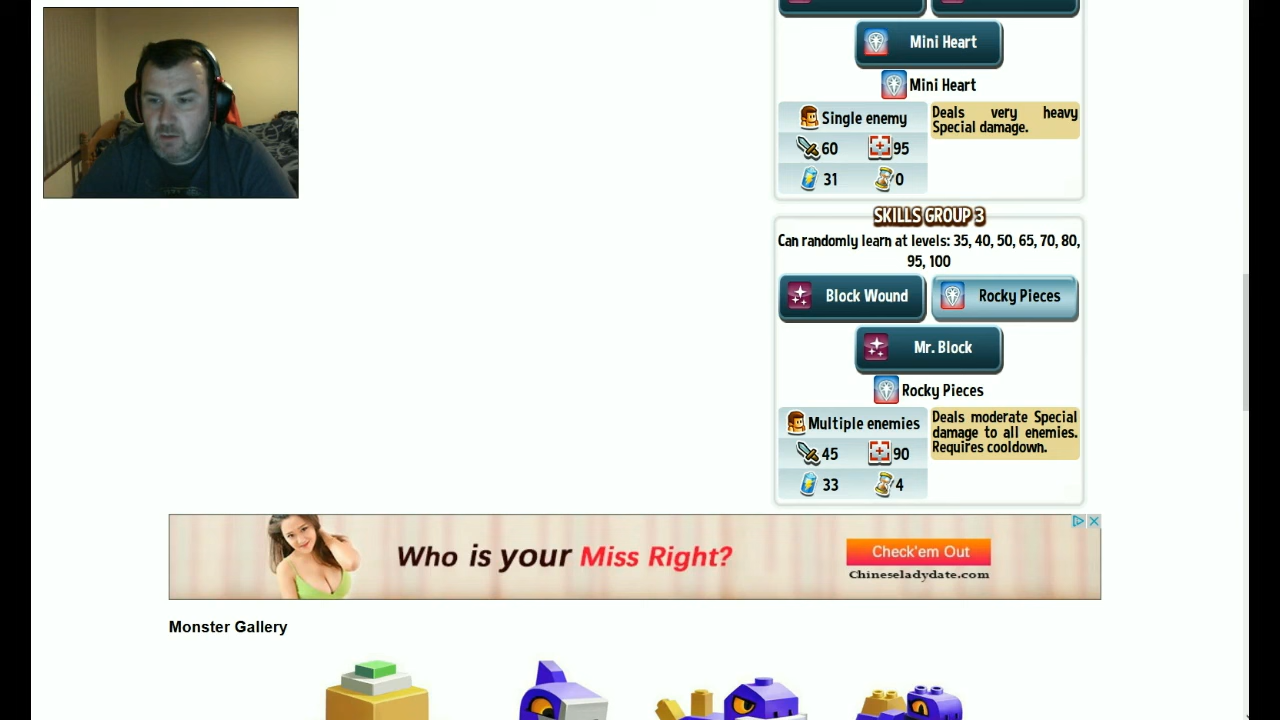 Mini Heart
Mini Heart
Single enemy
60
95
31
0
Deals very heavy
Special damage.
SKILLS GROUP 3
Can randomly learn at levels: 35, 40, 50, 65, 70, 80,
95, 100
Block Wound
Rocky Pieces
Mr. Block
Rocky Pieces
Multiple enemies
45
90
33
4
Deals moderate Special
damage to all enemies.
Requires cooldown.
Who is your Miss Right?
Check'em Out
Chineseladydate.com
Monster Gallery